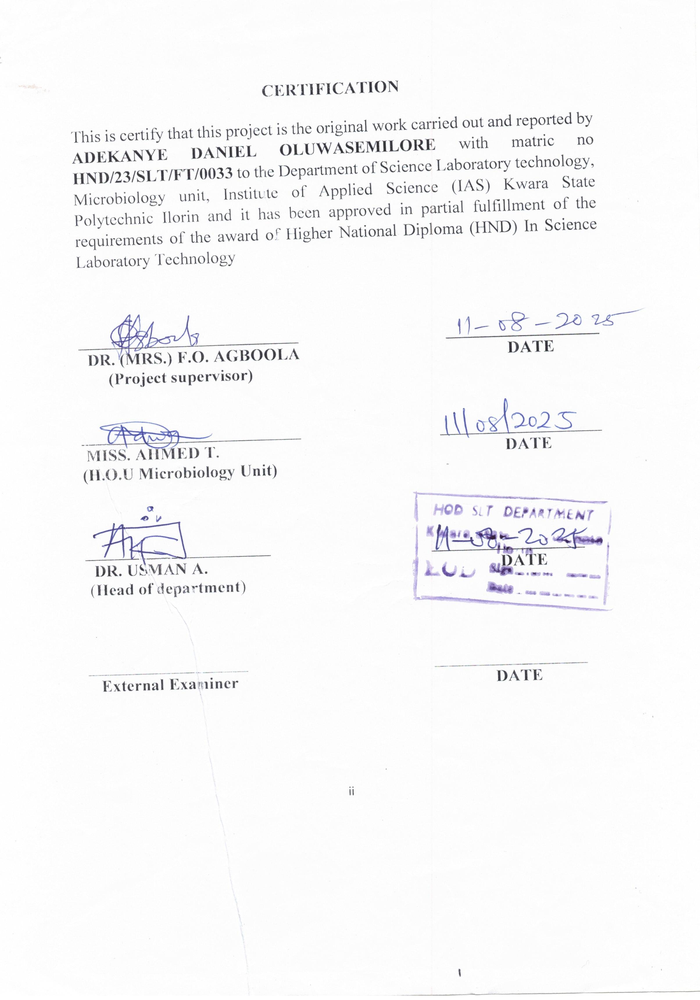 CERTIFICATION
This is certify that this project is the original work carried out and reported by
ADEKANYE DANIEL OLUWASEMILORE with matric no
HND/23/SLT/FT/0033 to the Department of Science Laboratory technology,
Microbiology unit, Institute of Applied Science (IAS) Kwara State
Polytechnic Ilorin and it has been approved in partial fulfillment of the
requirements of the award of Higher National Diploma (HND) In Science
Laboratory Technology
11-08-2025
DR. (MRS.) F.O. AGBOOLA
DATE
(Project supervisor)
11/08/2025
MISS. AHMED T.
DATE
(H.O.U Microbiology Unit)
HOD SLT DEPARTMENT
11-08-2025
DATE
DR. USMAN A.
Sign
(Head of department)
Date
External Examiner
DATE
ii